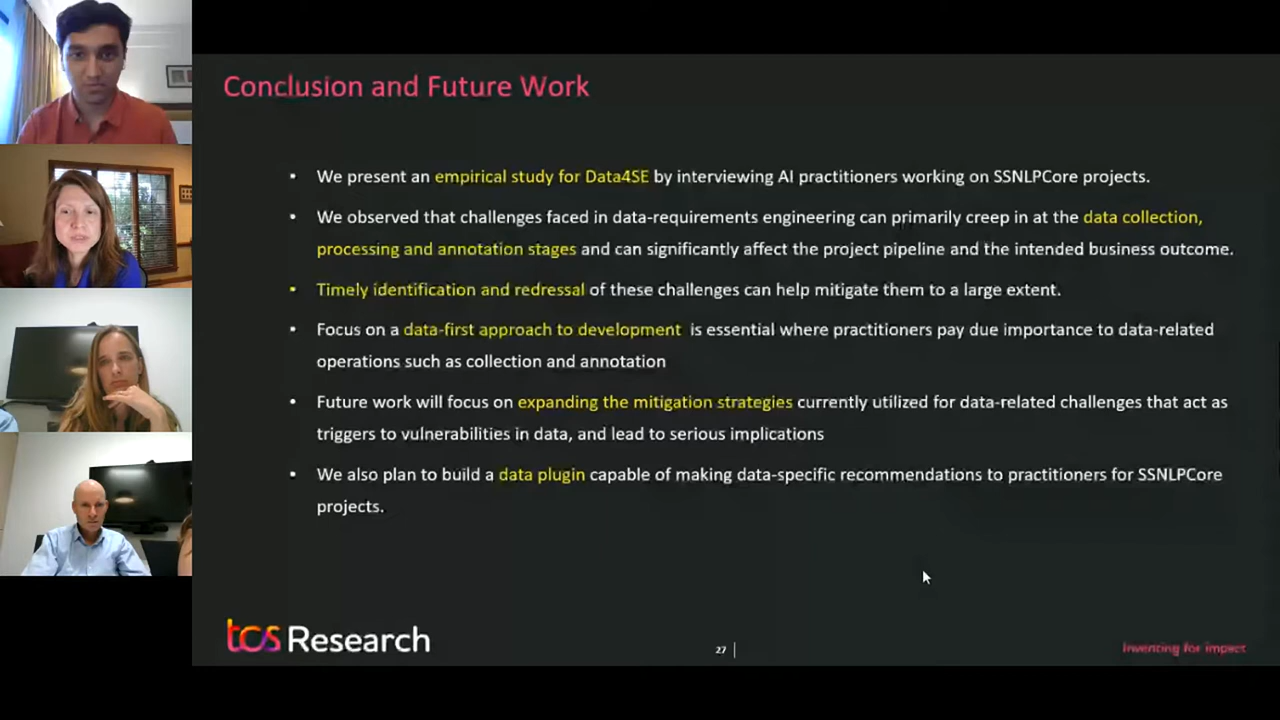 Conclusion and Future Work
• We present an empirical study for Data4SE by interviewing AI practitioners working on SSNLPCore projects.
• We observed that challenges faced in data-requirements engineering can primarily creep in at the data collection,
processing and annotation stages and can significantly affect the project pipeline and the intended business outcome.
• Timely identification and redressal of these challenges can help mitigate them to a large extent.
• Focus on a data-first approach to development is essential where practitioners pay due importance to data-related
operations such as collection and annotation
• Future work will focus on expanding the mitigation strategies currently utilized for data-related challenges that act as
triggers to vulnerabilities in data, and lead to serious implications
• We also plan to build a data plugin capable of making data-specific recommendations to practitioners for SSNLPCore
projects.
tcs Research
27
Inventing for impact